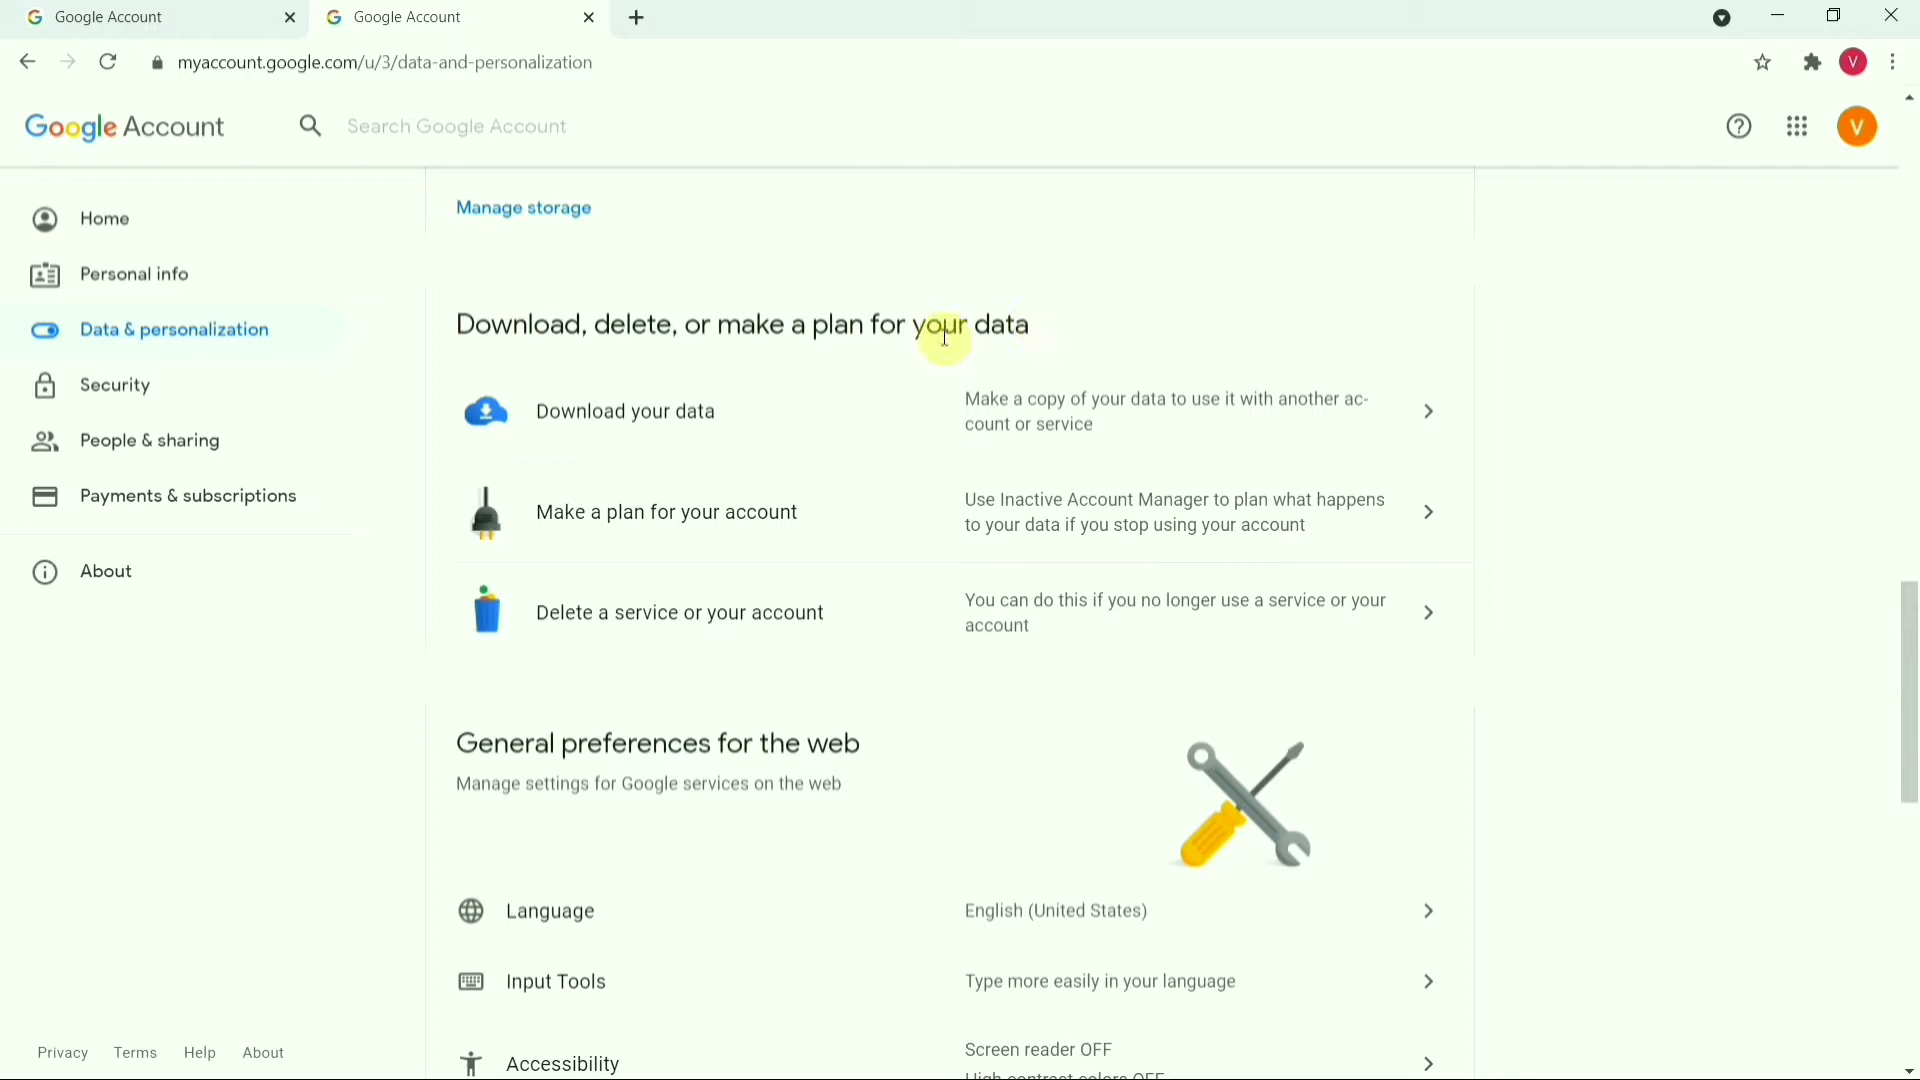 Google Account
Google Account
myaccount.google.com/u/3/data-and-personalization
V
Google Account
Search Google Account
V
Home
Personal info
Data & personalization
Security
People & sharing
Payments & subscriptions
About
Manage storage
Download, delete, or make a plan for your data
Download your data
Make a copy of your data to use it with another ac-
count or service
Make a plan for your account
Use Inactive Account Manager to plan what happens
to your data if you stop using your account
Delete a service or your account
You can do this if you no longer use a service or your
account
General preferences for the web
Manage settings for Google services on the web
Language
English (United States)
Input Tools
Type more easily in your language
Accessibility
Screen reader OFF
High contrast colors OFF
Privacy Terms Help About